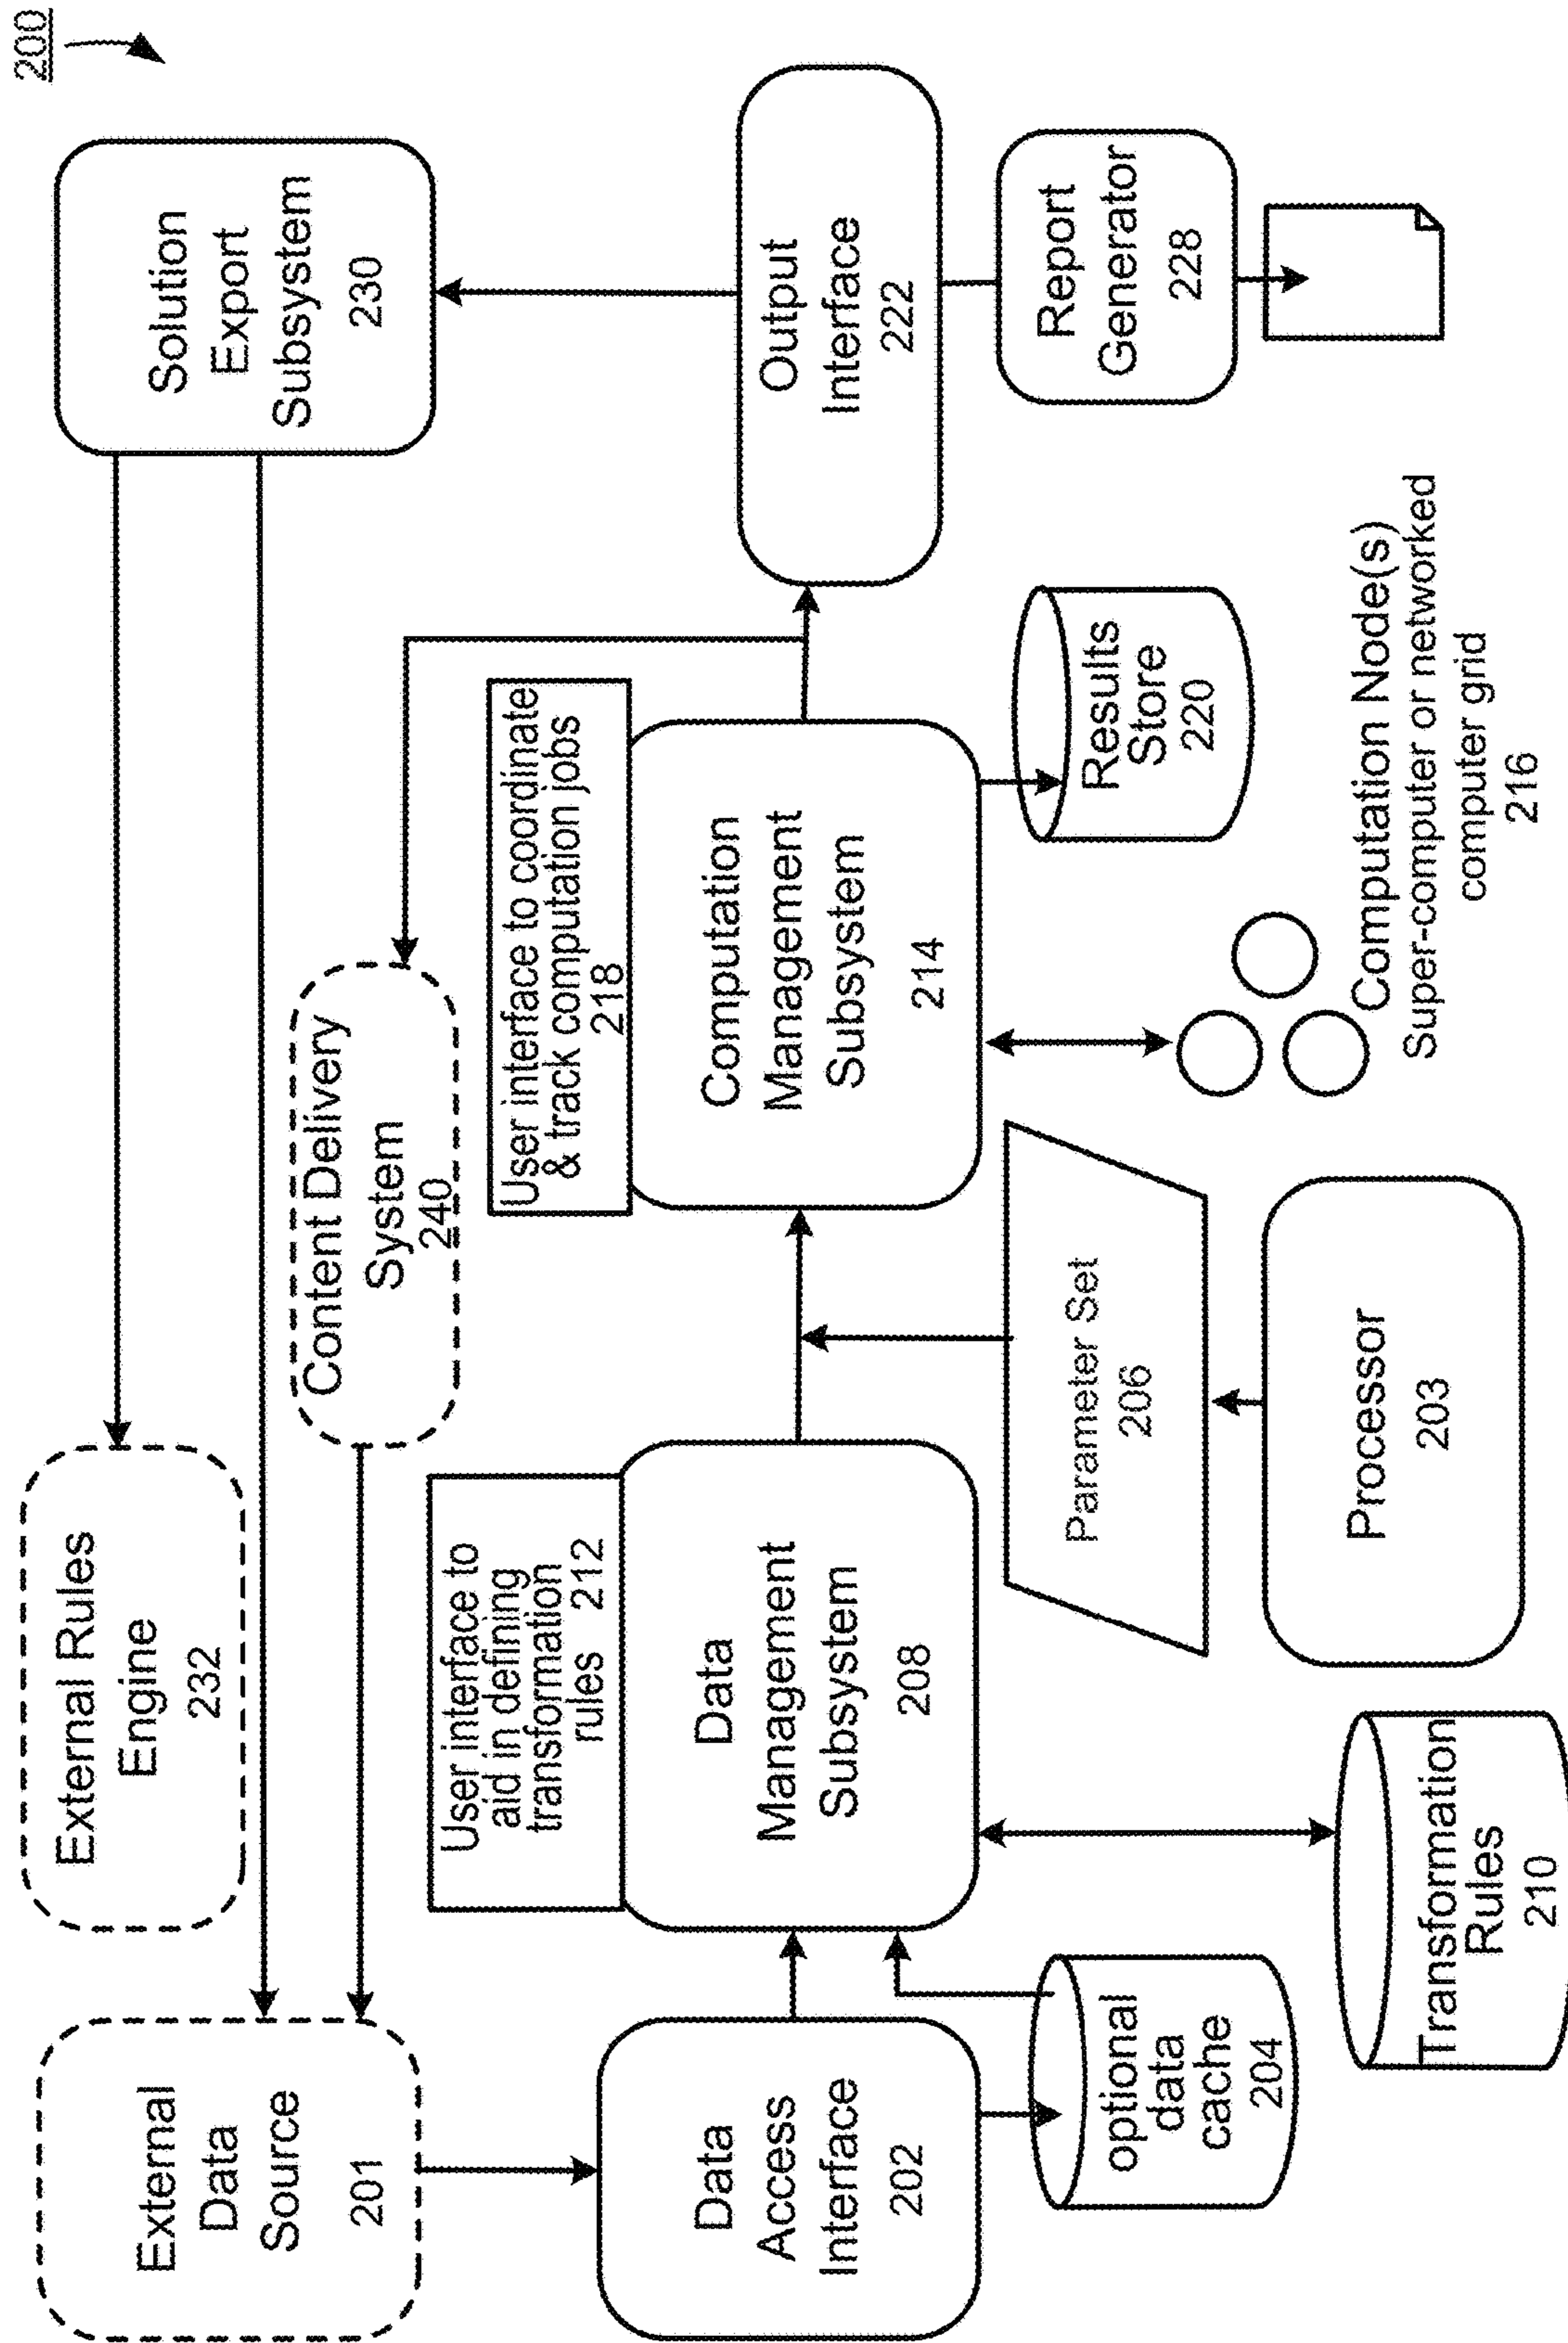 200
External
Data
Source
201
External Rules
Engine
232
Solution
Export
Subsystem
230
Content Delivery
System
240
User interface to
aid in defining
transformation
rules 212
User interface to coordinate
& track computation jobs
218
Data
Access
Interface
202
Data
Management
Subsystem
208
Computation
Management
Subsystem
214
Output
Interface
222
optional
data
cache
204
Parameter Set
206
Results
Store
220
Report
Generator
228
Transformation
Rules
210
Processor
203
Computation Node(s)
Super-computer or networked
computer grid
216